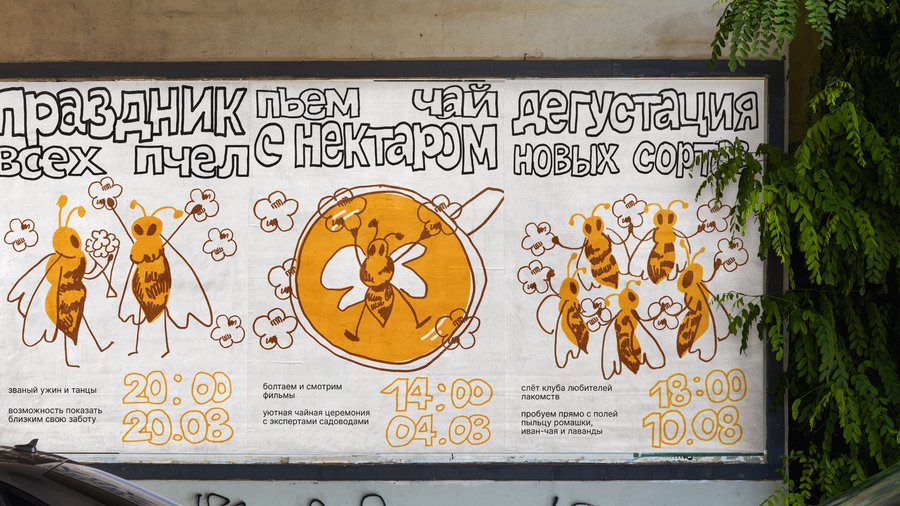 праздник
всех пчел
званый ужин и танцы
возможность показать
близким свою заботу
20:00
20.08
пьем чай
с нектаром
болтаем и смотрим
фильмы
уютная чайная церемония
с экспертами садоводами
14:00
04.08
дегустация
новых
слёт клуба любителей
лакомств
пробуем прямо с полей
пыльцу ромашки,
иван-чая и лаванды
18:00
10.08